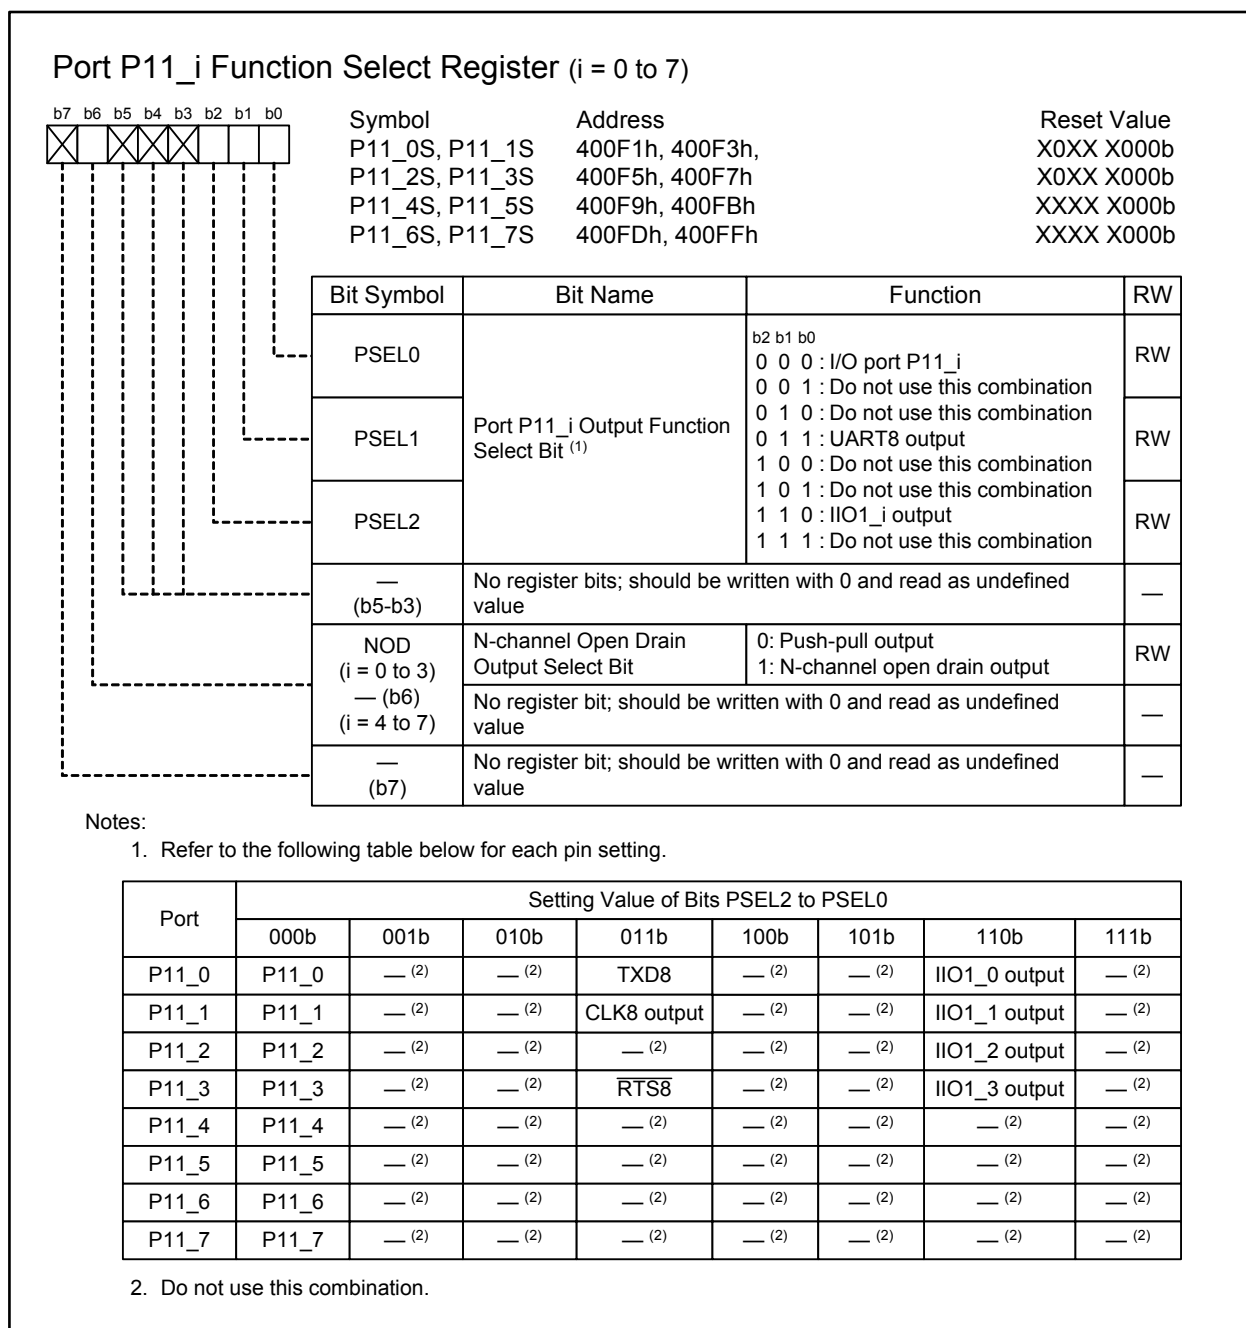 Port P11_i Function Select Register (i = 0 to 7)
b7 b6 b5 b4 b3 b2 b1 b0
Symbol Address Reset Value
P11_0S, P11_1S 400F1h, 400F3h, X0XX X000b
P11_2S, P11_3S 400F5h, 400F7h X0XX X000b
P11_4S, P11_5S 400F9h, 400FBh XXXX X000b
P11_6S, P11_7S 400FDh, 400FFh XXXX X000b
Bit Symbol Bit Name Function RW
PSEL0
PSEL1
PSEL2
Port P11_i Output Function
Select Bit (1)
b2 b1 b0
0 0 0 : I/O port P11_i
0 0 1 : Do not use this combination
0 1 0 : Do not use this combination
0 1 1 : UART8 output
1 0 0 : Do not use this combination
1 0 1 : Do not use this combination
1 1 0 : IIO1_i output
1 1 1 : Do not use this combination
RW
RW
RW
—
(b5-b3)
No register bits; should be written with 0 and read as undefined
value
—
NOD
(i = 0 to 3)
— (b6)
(i = 4 to 7)
N-channel Open Drain
Output Select Bit
0: Push-pull output
1: N-channel open drain output
RW
No register bit; should be written with 0 and read as undefined
value
—
—
(b7)
No register bit; should be written with 0 and read as undefined
value
—
Notes:
1. Refer to the following table below for each pin setting.
Port Setting Value of Bits PSEL2 to PSEL0
000b 001b 010b 011b 100b 101b 110b 111b
P11_0 P11_0 — (2) — (2) TXD8 — (2) — (2) IIO1_0 output — (2)
P11_1 P11_1 — (2) — (2) CLK8 output — (2) — (2) IIO1_1 output — (2)
P11_2 P11_2 — (2) — (2) — (2) — (2) — (2) IIO1_2 output — (2)
P11_3 P11_3 — (2) — (2) R̅T̅S̅8̅ — (2) — (2) IIO1_3 output — (2)
P11_4 P11_4 — (2) — (2) — (2) — (2) — (2) — (2) — (2)
P11_5 P11_5 — (2) — (2) — (2) — (2) — (2) — (2) — (2)
P11_6 P11_6 — (2) — (2) — (2) — (2) — (2) — (2) — (2)
P11_7 P11_7 — (2) — (2) — (2) — (2) — (2) — (2) — (2)
2. Do not use this combination.